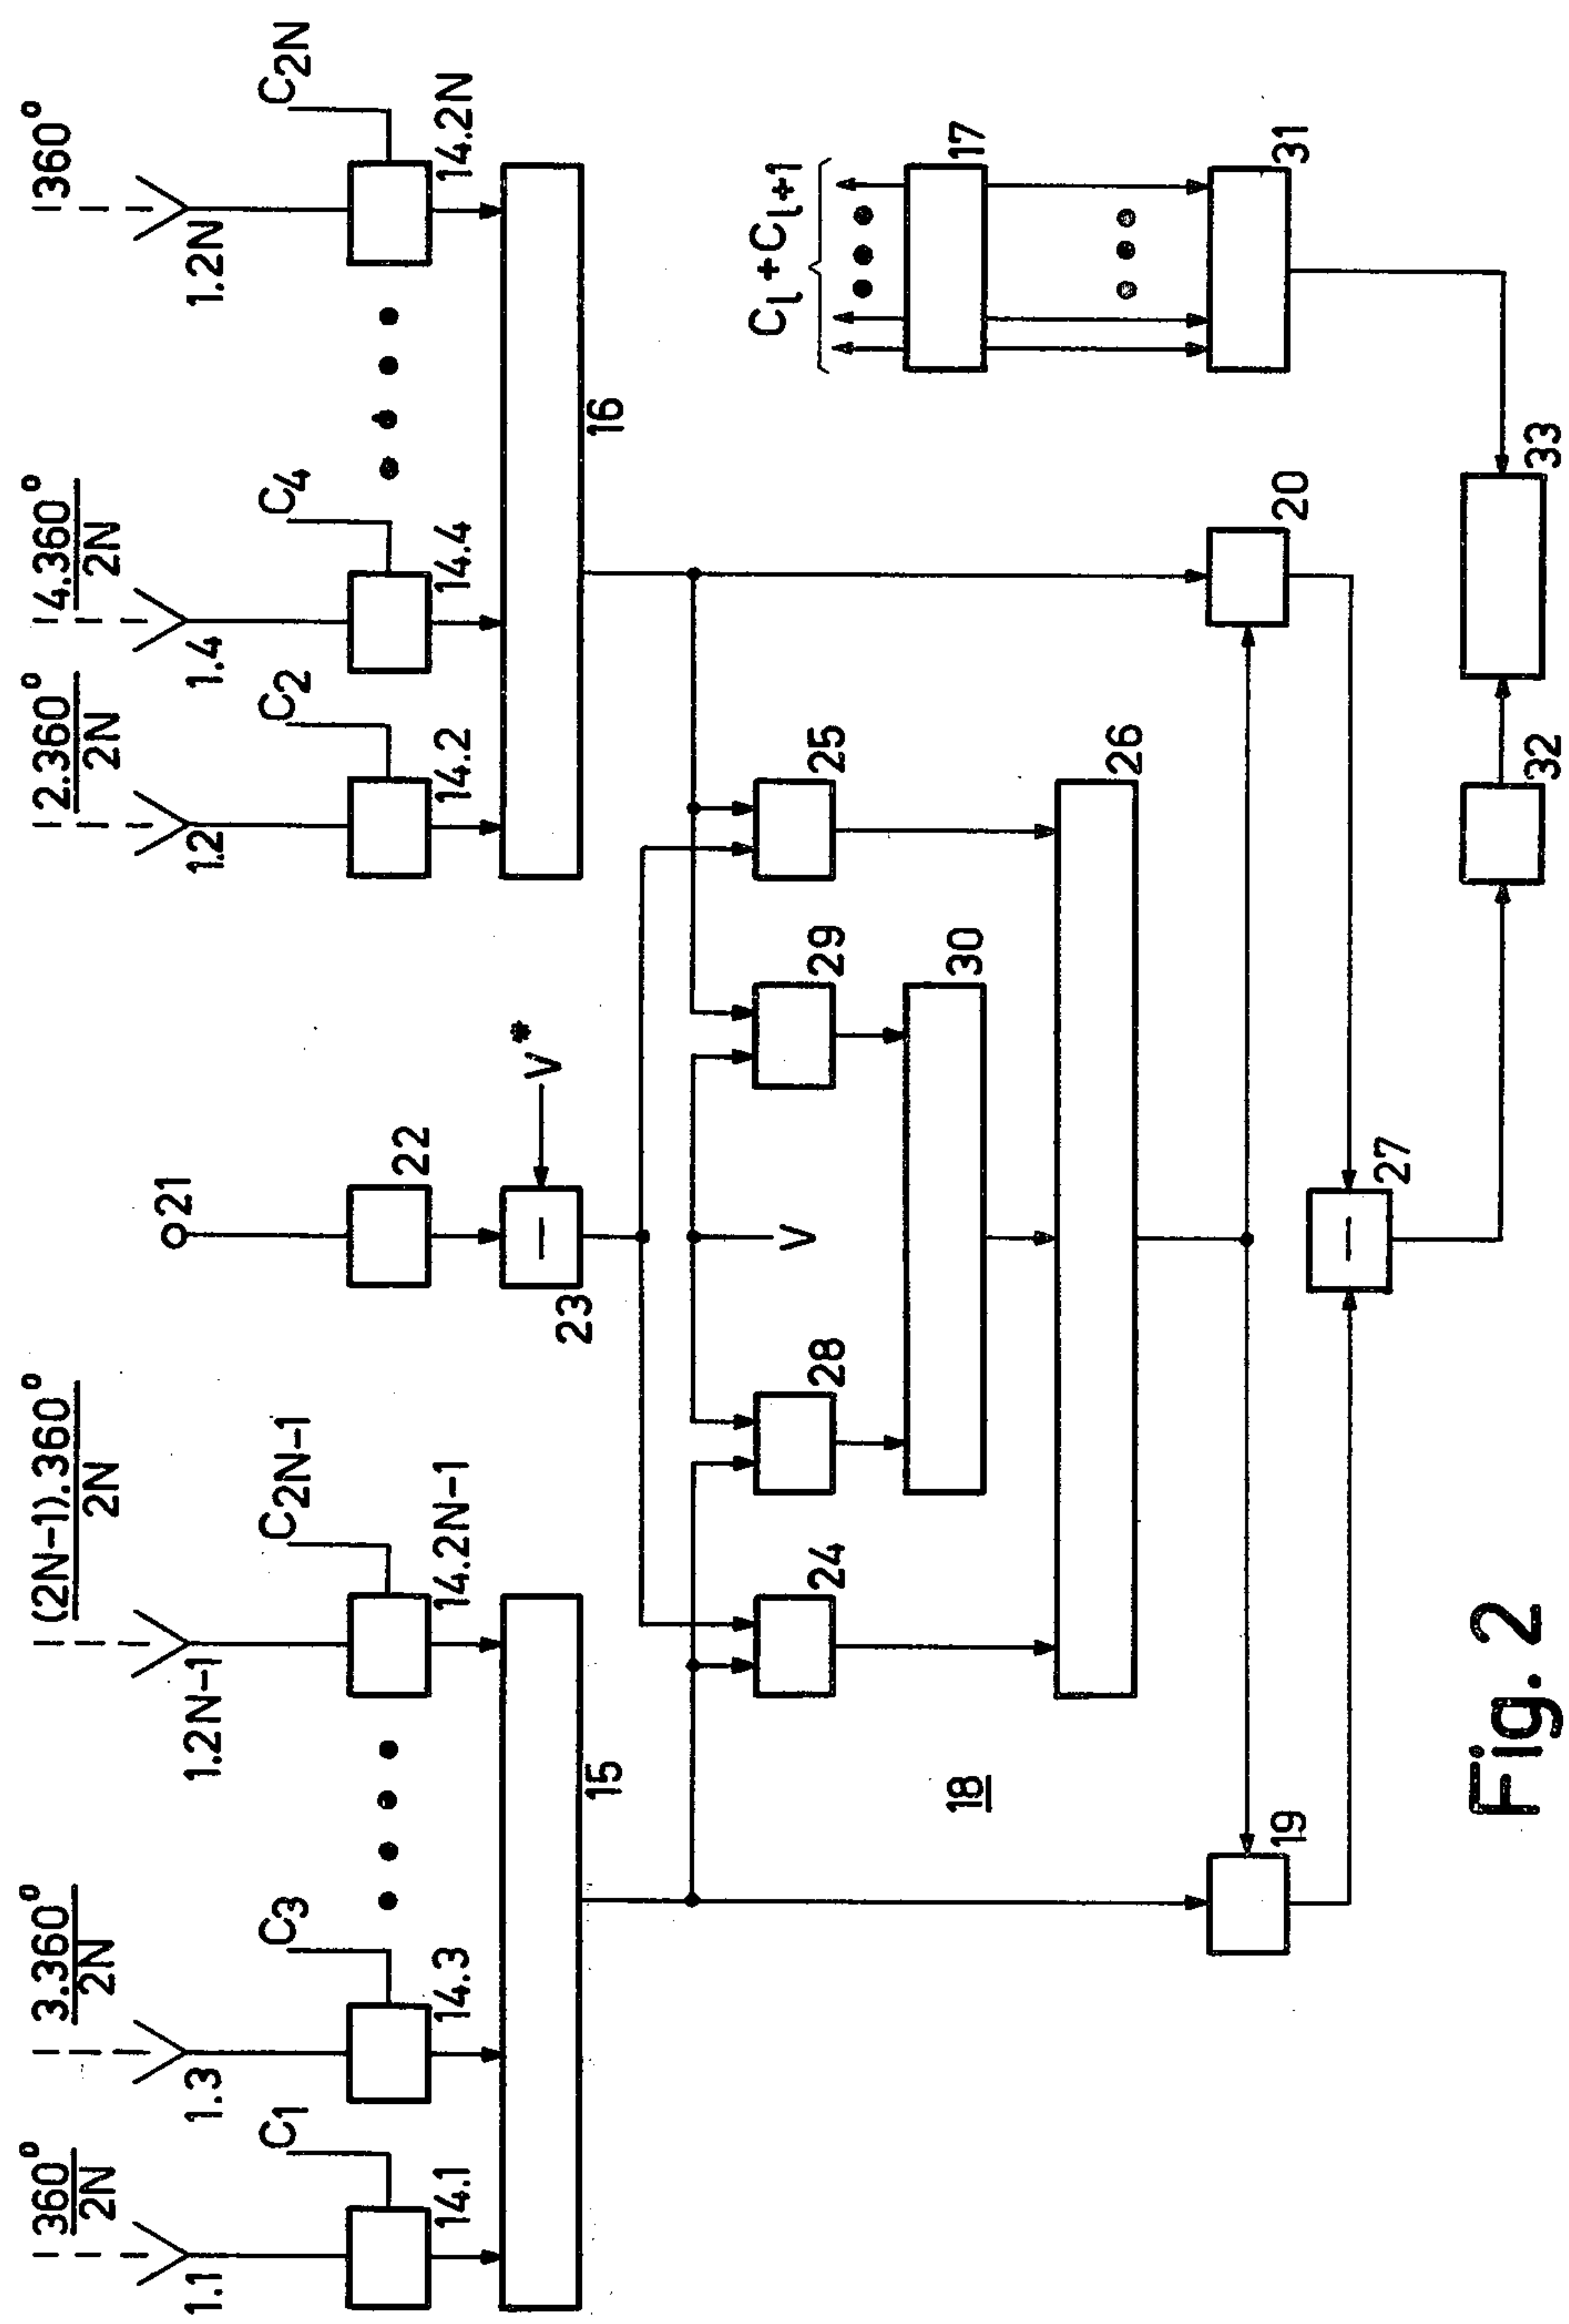 360°
2N
3.360°
2N
(2N-1).360°
2N
2.360°
2N
4.360°
2N
360°
1.1
1.3
1.2N-1
21
1.2
1.4
1.2N
C1
C3
C2N-1
C2
C4
C2N
14.1
14.3
14.2N-1
22
14.2
14.4
14.2N
V*
15
23
16
Cl+Cl+1
V
24
28
29
25
18
30
17
26
19
20
31
27
32
33
Fig. 2